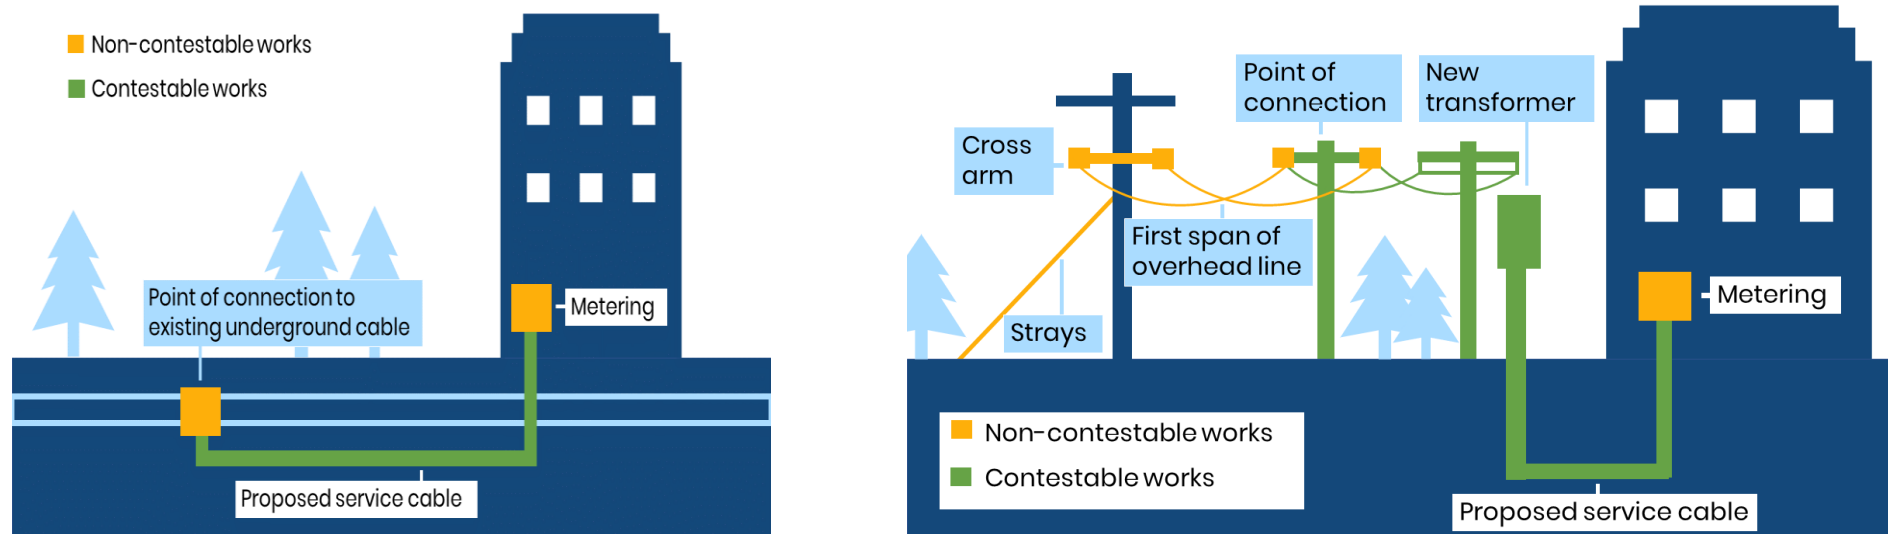 Non-contestable works
Contestable works
Point of connection to
existing underground cable
Metering
Proposed service cable
Cross
arm
Point of
connection
New
transformer
First span of
overhead line
Strays
Metering
Non-contestable works
Contestable works
Proposed service cable